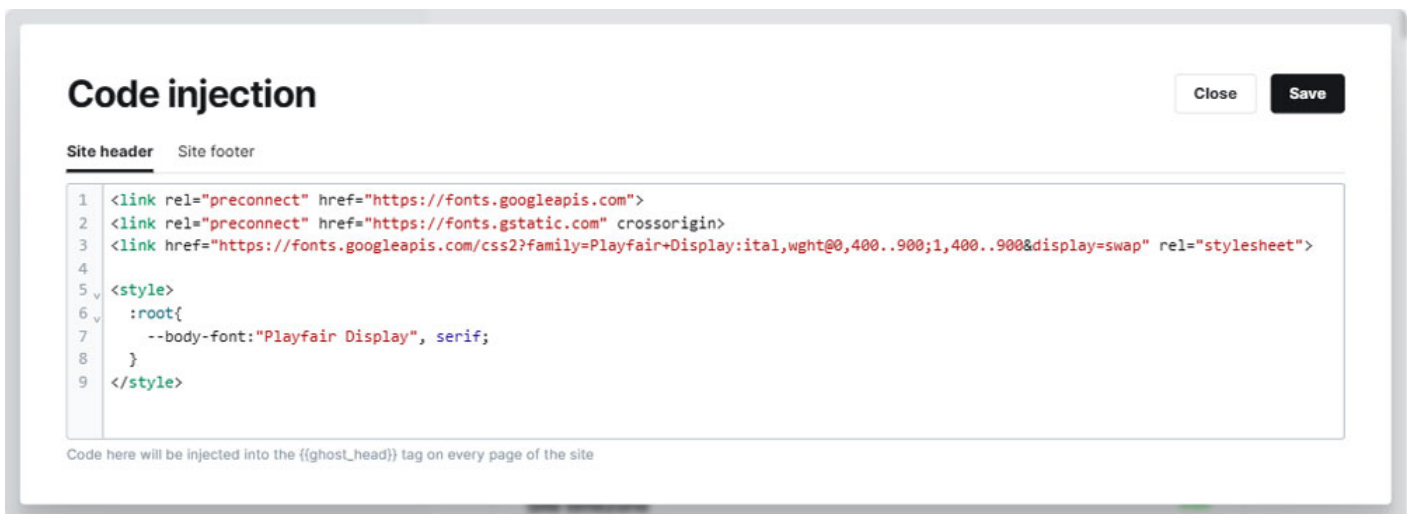 Code injection
Close
Save
Site header
Site footer
1 <link rel="preconnect" href="https://fonts.googleapis.com">
2 <link rel="preconnect" href="https://fonts.gstatic.com" crossorigin>
3 <link href="https://fonts.googleapis.com/css2?family=Playfair+Display:ital,wght@0,400..900;1,400..900&display=swap" rel="stylesheet">
4
5 <style>
6   :root{
7     --body-font:"Playfair Display", serif;
8   }
9 </style>
Code here will be injected into the {{ghost_head}} tag on every page of the site